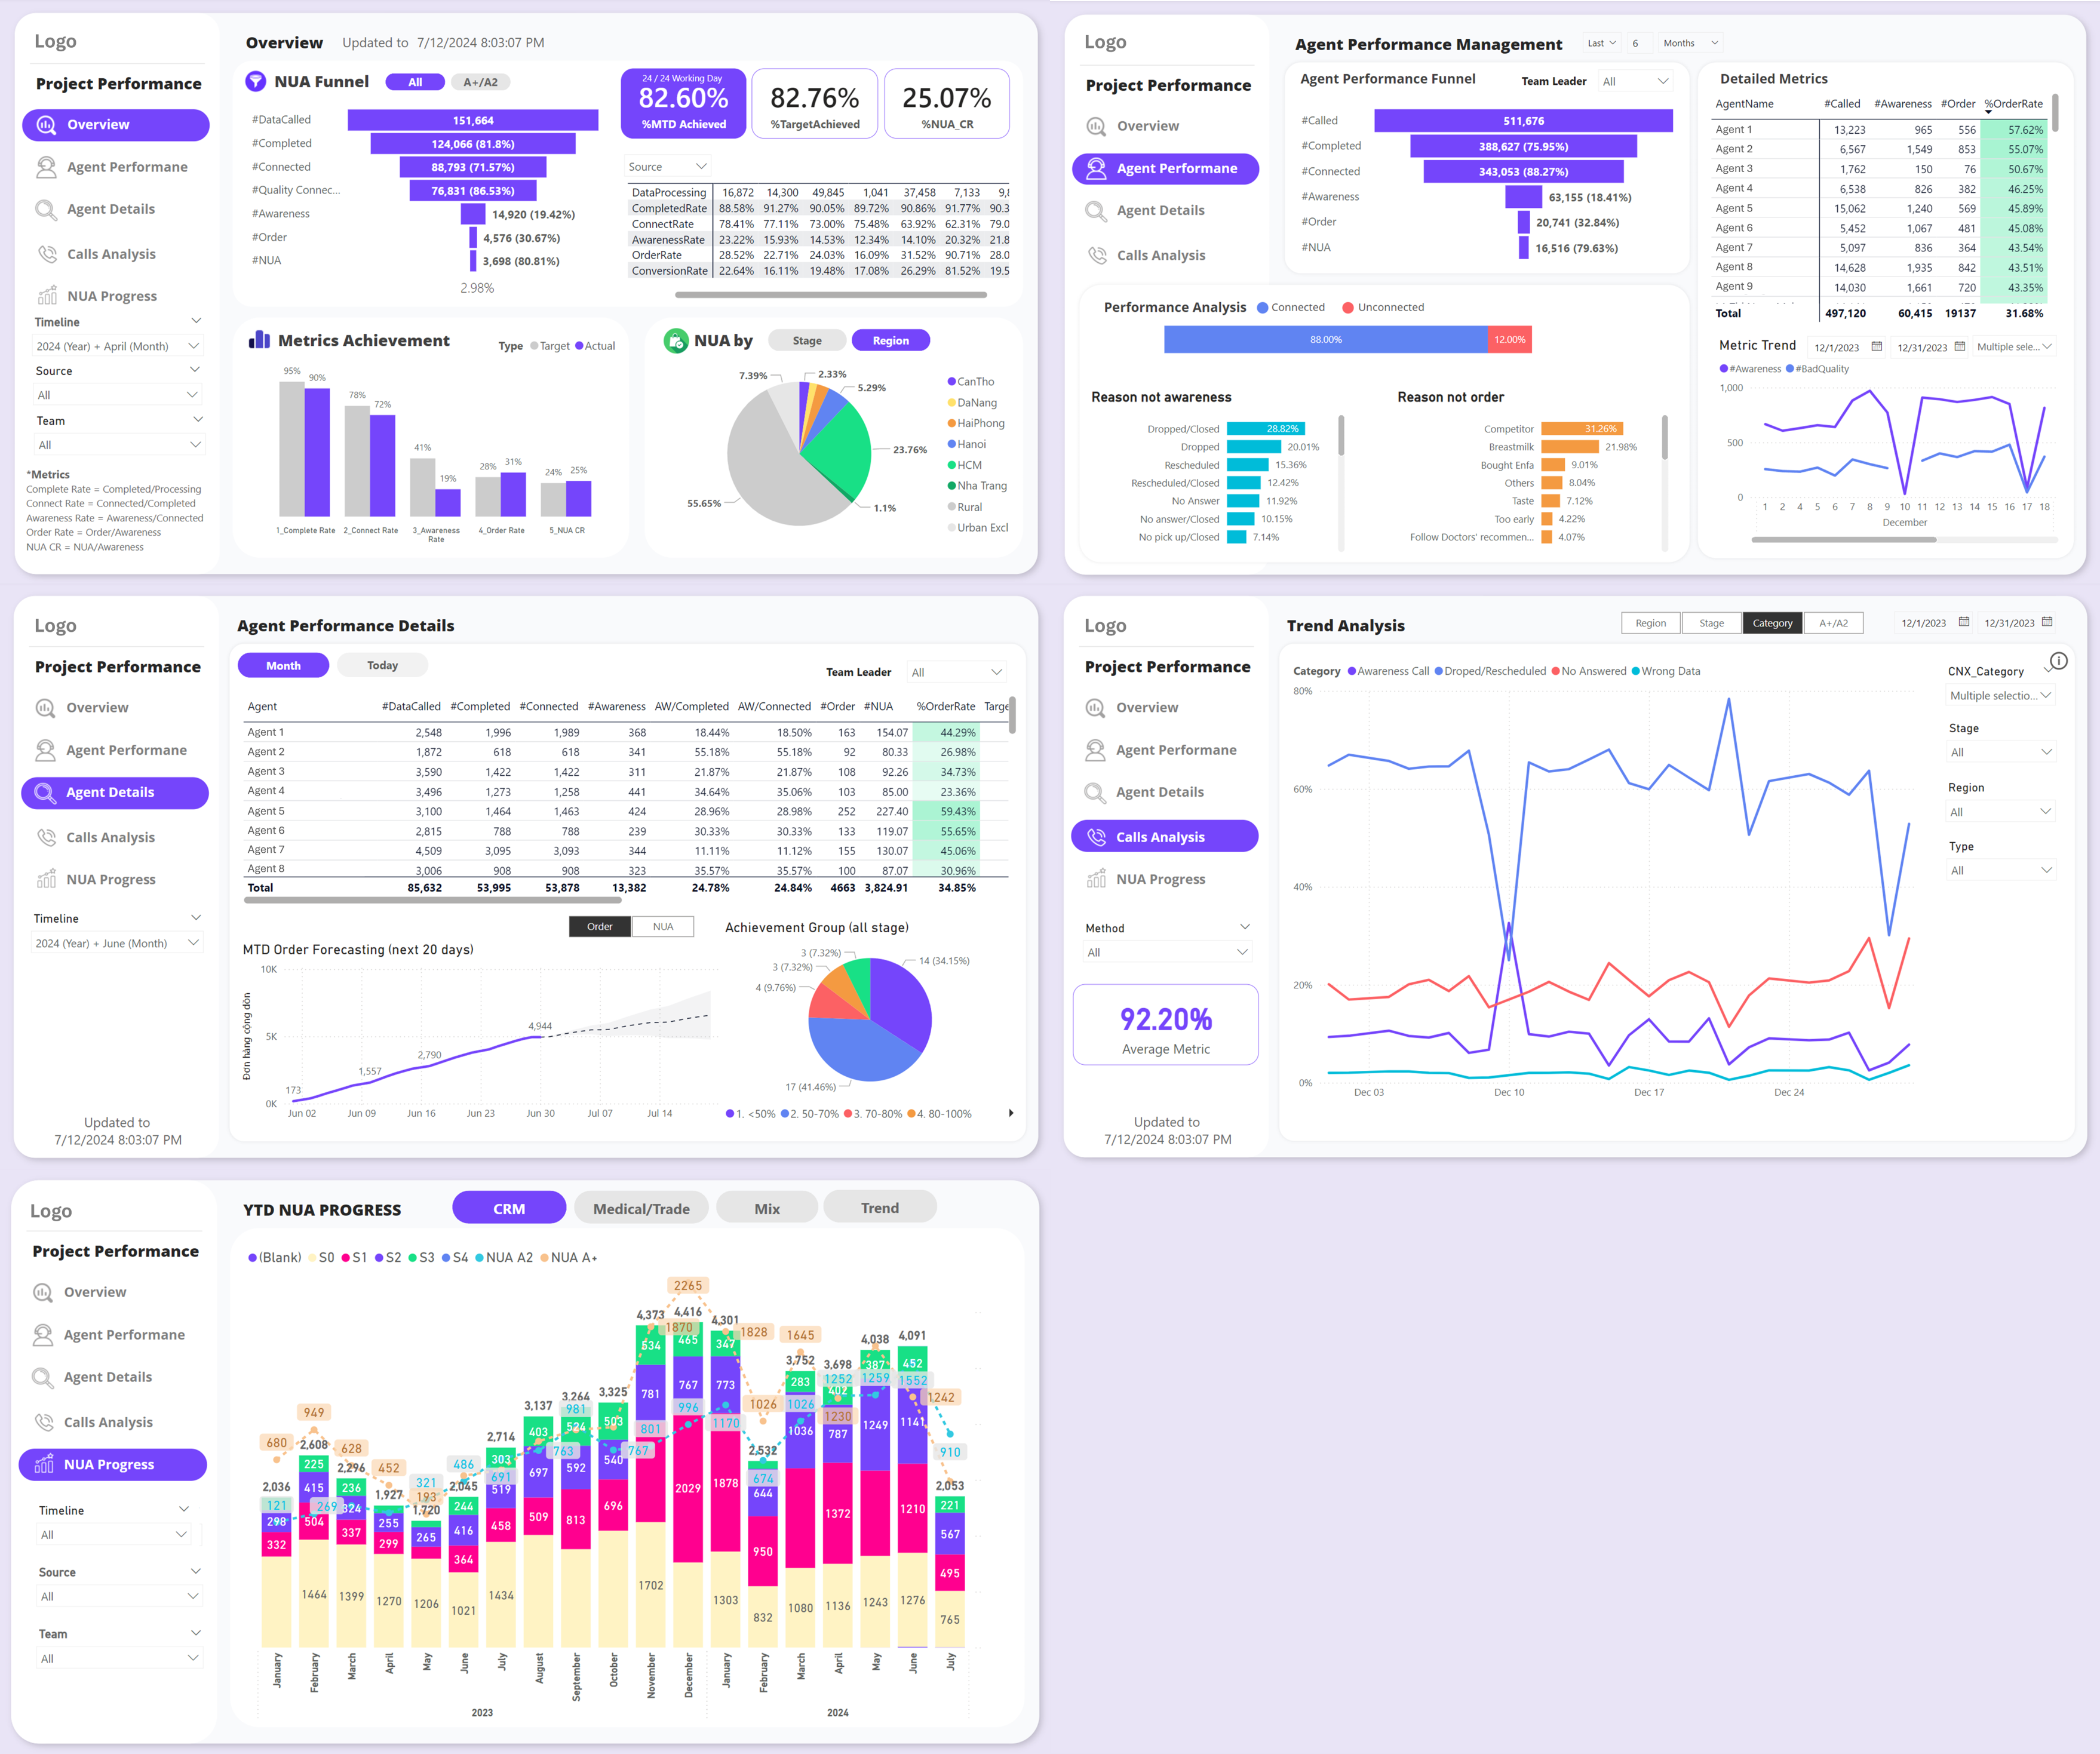 Logo
Project Performance
Overview
Agent Performane
Agent Details
Calls Analysis
NUA Progress
Timeline
2024 (Year) + April (Month)
Source
All
Team
All
*Metrics
Complete Rate = Completed/Processing
Connect Rate = Connected/Completed
Awareness Rate = Awareness/Connected
Order Rate = Order/Awareness
NUA CR = NUA/Awareness
Overview Updated to 7/12/2024 8:03:07 PM
NUA Funnel All A+/A2
#DataCalled 151,664
#Completed 124,066 (81.8%)
#Connected 88,793 (71.57%)
#Quality Connec... 76,831 (86.53%)
#Awareness 14,920 (19.42%)
#Order 4,576 (30.67%)
#NUA 3,698 (80.81%)
2.98%
24 / 24 Working Day
82.60%
%MTD Achieved
82.76%
%TargetAchieved
25.07%
%NUA_CR
Source
DataProcessing 16,872 14,300 49,845 1,041 37,458 7,133
CompletedRate 88.58% 91.27% 90.05% 89.72% 90.86% 91.77% 90.3
ConnectRate 78.41% 77.11% 73.00% 75.48% 63.92% 62.31% 79.0
AwarenessRate 23.22% 15.93% 14.53% 12.34% 14.10% 20.32% 21.8
OrderRate 28.52% 22.71% 24.03% 16.09% 31.52% 90.71% 28.0
ConversionRate 22.64% 16.11% 19.48% 17.08% 26.29% 81.52% 19.5
Metrics Achievement Type Target Actual
95% 90% 78% 72% 41% 19% 28% 31% 24% 25%
1_Complete Rate 2_Connect Rate 3_Awareness Rate 4_Order Rate 5_NUA CR
NUA by Stage Region
7.39% 2.33% 5.29% 23.76% 1.1% 55.65%
CanTho
DaNang
HaiPhong
Hanoi
HCM
Nha Trang
Rural
Urban Excl
Logo
Project Performance
Overview
Agent Performane
Agent Details
Calls Analysis
Agent Performance Management Last 6 Months
Agent Performance Funnel Team Leader All
#Called 511,676
#Completed 388,627 (75.95%)
#Connected 343,053 (88.27%)
#Awareness 63,155 (18.41%)
#Order 20,741 (32.84%)
#NUA 16,516 (79.63%)
Detailed Metrics
AgentName #Called #Awareness #Order %OrderRate
Agent 1 13,223 965 556 57.62%
Agent 2 6,567 1,549 853 55.07%
Agent 3 1,762 150 76 50.67%
Agent 4 6,538 826 382 46.25%
Agent 5 15,062 1,240 569 45.89%
Agent 6 5,452 1,067 481 45.08%
Agent 7 5,097 836 364 43.54%
Agent 8 14,628 1,935 842 43.51%
Agent 9 14,030 1,661 720 43.35%
Total 497,120 60,415 19137 31.68%
Performance Analysis Connected Unconnected
88.00% 12.00%
Reason not awareness
Dropped/Closed 28.82%
Dropped 20.01%
Rescheduled 15.36%
Rescheduled/Closed 12.42%
No Answer 11.92%
No answer/Closed 10.15%
No pick up/Closed 7.14%
Reason not order
Competitor 31.26%
Breastmilk 21.98%
Bought Enfa 9.01%
Others 8.04%
Taste 7.12%
Too early 4.22%
Follow Doctors' recommen... 4.07%
Metric Trend 12/1/2023 12/31/2023 Multiple sele...
#Awareness #BadQuality
1,000
500
0
1 2 4 5 6 7 8 9 10 11 12 13 14 15 16 17 18
December
Logo
Project Performance
Overview
Agent Performane
Agent Details
Calls Analysis
NUA Progress
Timeline
2024 (Year) + June (Month)
Updated to
7/12/2024 8:03:07 PM
Agent Performance Details
Month Today
Team Leader All
Agent #DataCalled #Completed #Connected #Awareness AW/Completed AW/Connected #Order #NUA %OrderRate Targe
Agent 1 2,548 1,996 1,989 368 18.44% 18.50% 163 154.07 44.29%
Agent 2 1,872 618 618 341 55.18% 55.18% 92 80.33 26.98%
Agent 3 3,590 1,422 1,422 311 21.87% 21.87% 108 92.26 34.73%
Agent 4 3,496 1,273 1,258 441 34.64% 35.06% 103 85.00 23.36%
Agent 5 3,100 1,464 1,463 424 28.96% 28.98% 252 227.40 59.43%
Agent 6 2,815 788 788 239 30.33% 30.33% 133 119.07 55.65%
Agent 7 4,509 3,095 3,093 344 11.11% 11.12% 155 130.07 45.06%
Agent 8 3,006 908 908 323 35.57% 35.57% 100 87.07 30.96%
Total 85,632 53,995 53,878 13,382 24.78% 24.84% 4663 3,824.91 34.85%
Order NUA
MTD Order Forecasting (next 20 days)
Đơn hàng cộng dồn
10K
5K
0K
173 1,557 2,790 4,944
Jun 02 Jun 09 Jun 16 Jun 23 Jun 30 Jul 07 Jul 14
Achievement Group (all stage)
3 (7.32%)
3 (7.32%)
4 (9.76%)
14 (34.15%)
17 (41.46%)
1. <50% 2. 50-70% 3. 70-80% 4. 80-100%
Logo
Project Performance
Overview
Agent Performane
Agent Details
Calls Analysis
NUA Progress
Method
All
92.20%
Average Metric
Updated to
7/12/2024 8:03:07 PM
Trend Analysis Region Stage Category A+/A2 12/1/2023 12/31/2023
Category Awareness Call Droped/Rescheduled No Answered Wrong Data
80%
60%
40%
20%
0%
Dec 03 Dec 10 Dec 17 Dec 24
CNX_Category
Multiple selectio...
Stage
All
Region
All
Type
All
Logo
Project Performance
Overview
Agent Performane
Agent Details
Calls Analysis
NUA Progress
Timeline
All
Source
All
Team
All
YTD NUA PROGRESS CRM Medical/Trade Mix Trend
(Blank) S0 S1 S2 S3 S4 NUA A2 NUA A+
680 2,036 121 298 332
949 2,608 225 415 504 1464
628 2,296 236 269 324 337 1399
452 1,927 255 299 1270
321 193 1,720 265 1206
486 2,045 244 416 364 1021
2,714 303 691 519 458 1434
3,137 403 763 697 509
3,264 981 524 592 813
3,325 503 767 540 696
4,373 534 781 801 1702
2265 4,416 1870 465 767 996 2029
4,301 347 773 1170 1878 1303
1828 1026 2,532 674 644 950 832
1645 3,752 283 1026 1036 1080
3,698 1252 402 1230 787 1372 1136
4,038 387 1259 1249 1243
4,091 452 1552 1141 1210 1276
1242 910 2,053 221 567 495 765
January February March April May June July August September October November December January February March April May June July
2023 2024